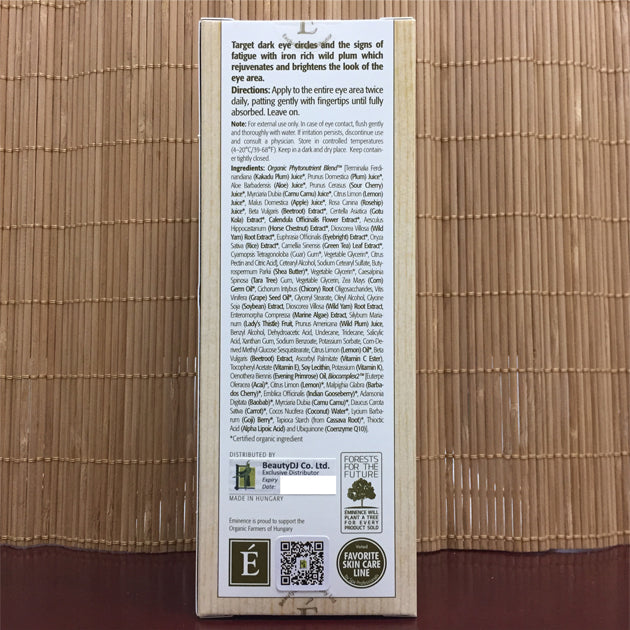 Target dark eye circles and the signs of
fatigue with iron rich wild plum which
rejuvenates and brightens the look of the
eye area.
Directions: Apply to the entire eye area twice
daily, patting gently with fingertips until fully
absorbed. Leave on.
Note: For external use only. In case of eye contact, flush gently
and thoroughly with water. If irritation persists, discontinue use
and consult a physician. Store in controlled temperatures
(4-20°C/39-68°F). Keep in a dark and dry place. Keep contain-
er tightly closed.
Ingredients: Organic Phytonutrient Blend™ [Terminalia Ferdi-
nandiana (Kakadu Plum) Juice*, Prunus Domestica (Plum) Juice*,
Aloe Barbadensis (Aloe) Juice*, Prunus Cerasus (Sour Cherry)
Juice*, Myrciaria Dubia (Camu Camu) Juice*, Citrus Limon (Lemon)
Juice*, Malus Domestica (Apple) Juice*, Rosa Canina (Rosehip)
Juice*, Beta Vulgaris (Beetroot) Extract*, Centella Asiatica (Gotu
Kola) Extract*, Calendula Officinalis Flower Extract*, Aesculus
Hippocastanum (Horse Chestnut) Extract*, Dioscorea Villosa (Wild
Yam) Root Extract*, Euphrasia Officinalis (Eyebright) Extract*, Oryza
Sativa (Rice) Extract*, Camellia Sinensis (Green Tea) Leaf Extract*,
Cyamopsis Tetragonoloba (Guar) Gum*, Vegetable Glycerin*, Citrus
Pectin and Citric Acid], Cetearyl Alcohol, Sodium Cetearyl Sulfate, Buty-
rospermum Parkii (Shea Butter)*, Vegetable Glycerin*, Caesalpinia
Spinosa (Tara Tree) Gum, Vegetable Glycerin, Zea Mays (Corn)
Germ Oil*, Cichorum Intybus (Chicory) Root Oligosaccharides, Vitis
Vinifera (Grape) Seed Oil*, Glyceryl Stearate, Oleyl Alcohol, Glycine
Soja (Soybean) Extract, Dioscorea Villosa (Wild Yam) Root Extract,
Enteromorpha Compressa (Marine Algae) Extract, Silybum Maria-
num (Lady's Thistle) Fruit, Prunus Americana (Wild Plum) Juice,
Benzyl Alcohol, Dehydroacetic Acid, Undecane, Tridecane, Salicylic
Acid, Xanthan Gum, Sodium Benzoate, Potassium Sorbate, Corn-De-
rived Methyl Glucose Sesquistearate, Citrus Limon (Lemon) Oil*, Beta
Vulgaris (Beetroot) Extract, Ascorbyl Palmitate (Vitamin C Ester),
Tocopheryl Acetate (Vitamin E), Soy Lecithin, Potassium (Vitamin K),
Oenothera Biennis (Evening Primrose) Oil, Biocomplex2™ [Euterpe
Oleracea (Acai)*, Citrus Limon (Lemon)*, Malpighia Glabra (Barba-
dos Cherry)*, Emblica Officinalis (Indian Gooseberry)*, Adansonia
Digitata (Baobab)*, Myrciaria Dubia (Camu Camu)*, Daucus Carota
Sativa (Carrot)*, Cocos Nucifera (Coconut) Water*, Lycium Barba-
rum (Goji) Berry*, Tapioca Starch (from Cassava Root)*, Thioctic
Acid (Alpha Lipoic Acid) and Ubiquinone (Coenzyme Q10)].
*Certified organic ingredient
DISTRIBUTED BY
BeautyDJ Co. Ltd.
Exclusive Distributor
Expiry
Date:
MADE IN HUNGARY
FORESTS
FOR THE
FUTURE
ÉMINENCE WILL
PLANT A TREE
FOR EVERY
PRODUCT SOLD
Éminence is proud to support the
Organic Farmers of Hungary
É
Voted
FAVORITE
SKIN CARE
LINE